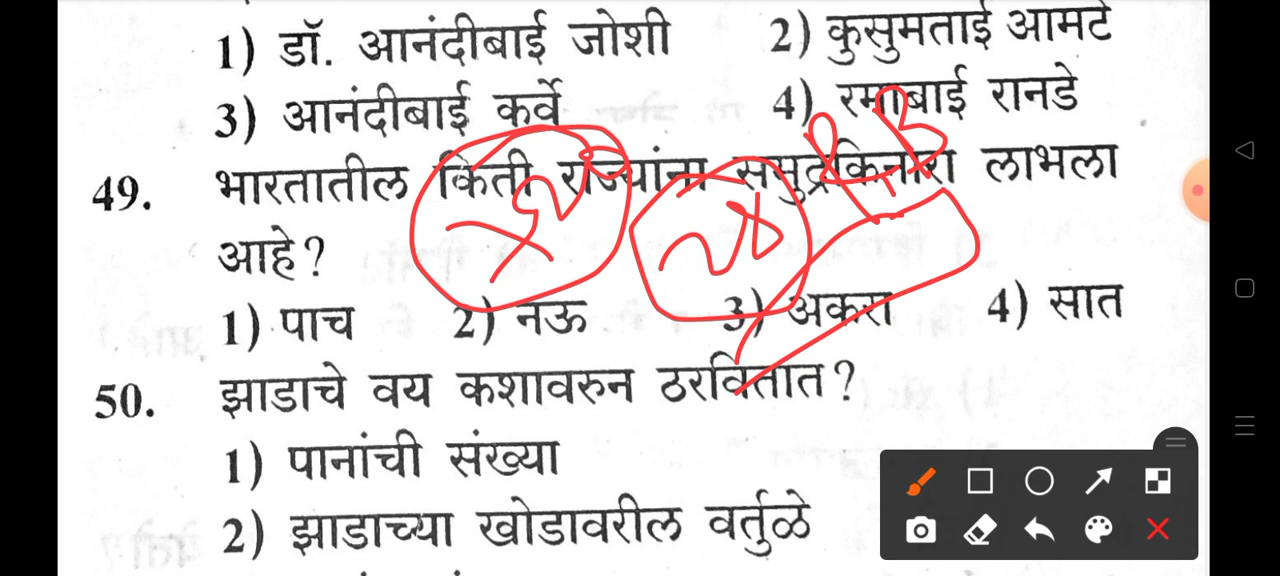 1) डॉ. आनंदीबाई जोशी 2) कुसुमताई आमटे
3) आनंदीबाई कर्वे 4) रमाबाई रानडे
49. भारतातील किती राज्यांना समुद्रकिनारा लाभला
आहे?
1) पाच 2) नऊ 3) अकरा 4) सात
50. झाडाचे वय कशावरुन ठरवितात?
1) पानांची संख्या
2) झाडाच्या खोडावरील वर्तुळे